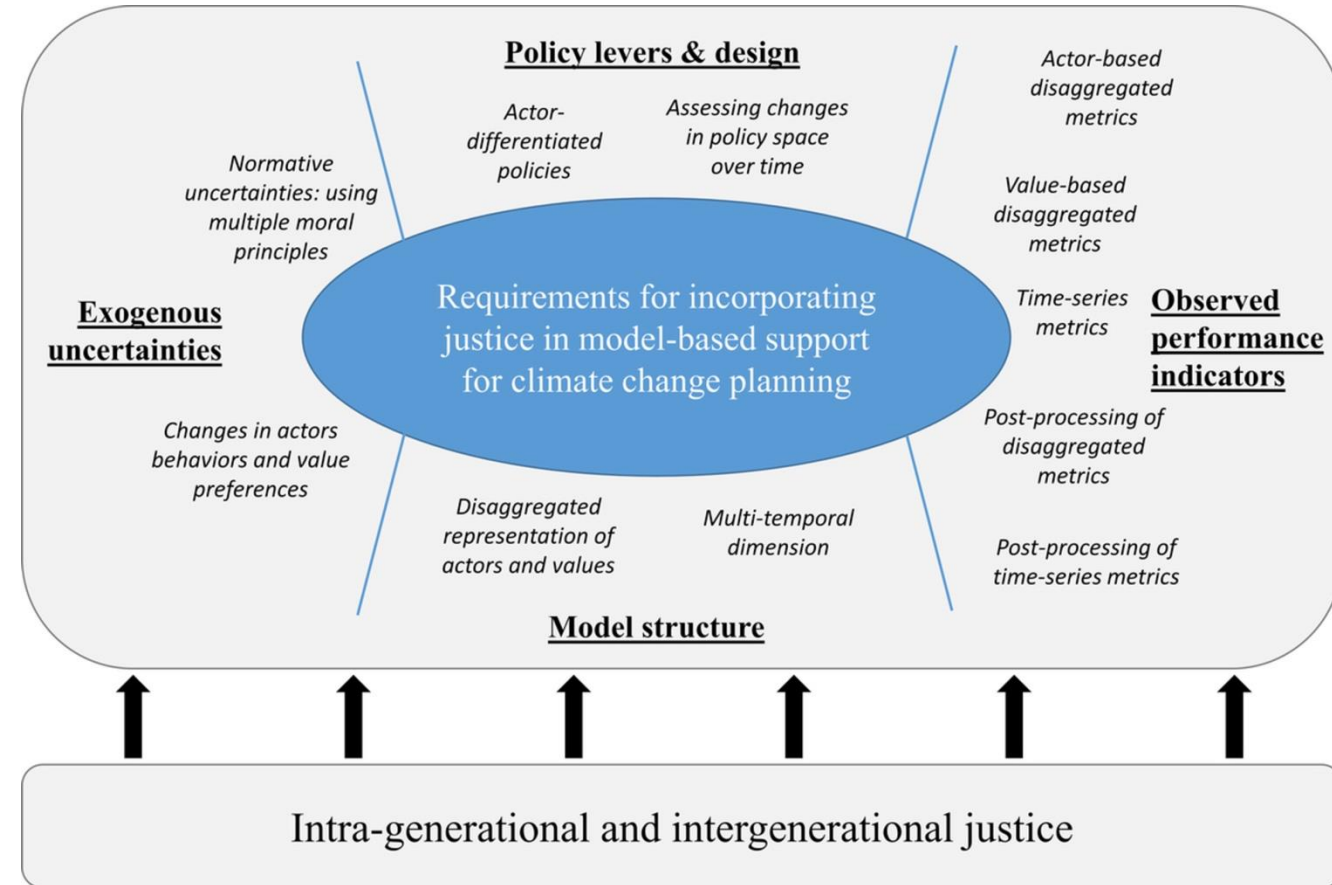 Policy levers & design
Actor-
differentiated
policies
Assessing changes
in policy space
over time
Actor-based
disaggregated
metrics
Value-based
disaggregated
metrics
Time-series
metrics
Observed
performance
indicators
Post-processing of
disaggregated
metrics
Post-processing of
time-series metrics
Normative
uncertainties: using
multiple moral
principles
Exogenous
uncertainties
Changes in actors
behaviors and value
preferences
Requirements for incorporating
justice in model-based support
for climate change planning
Disaggregated
representation of
actors and values
Multi-temporal
dimension
Model structure
Intra-generational and intergenerational justice